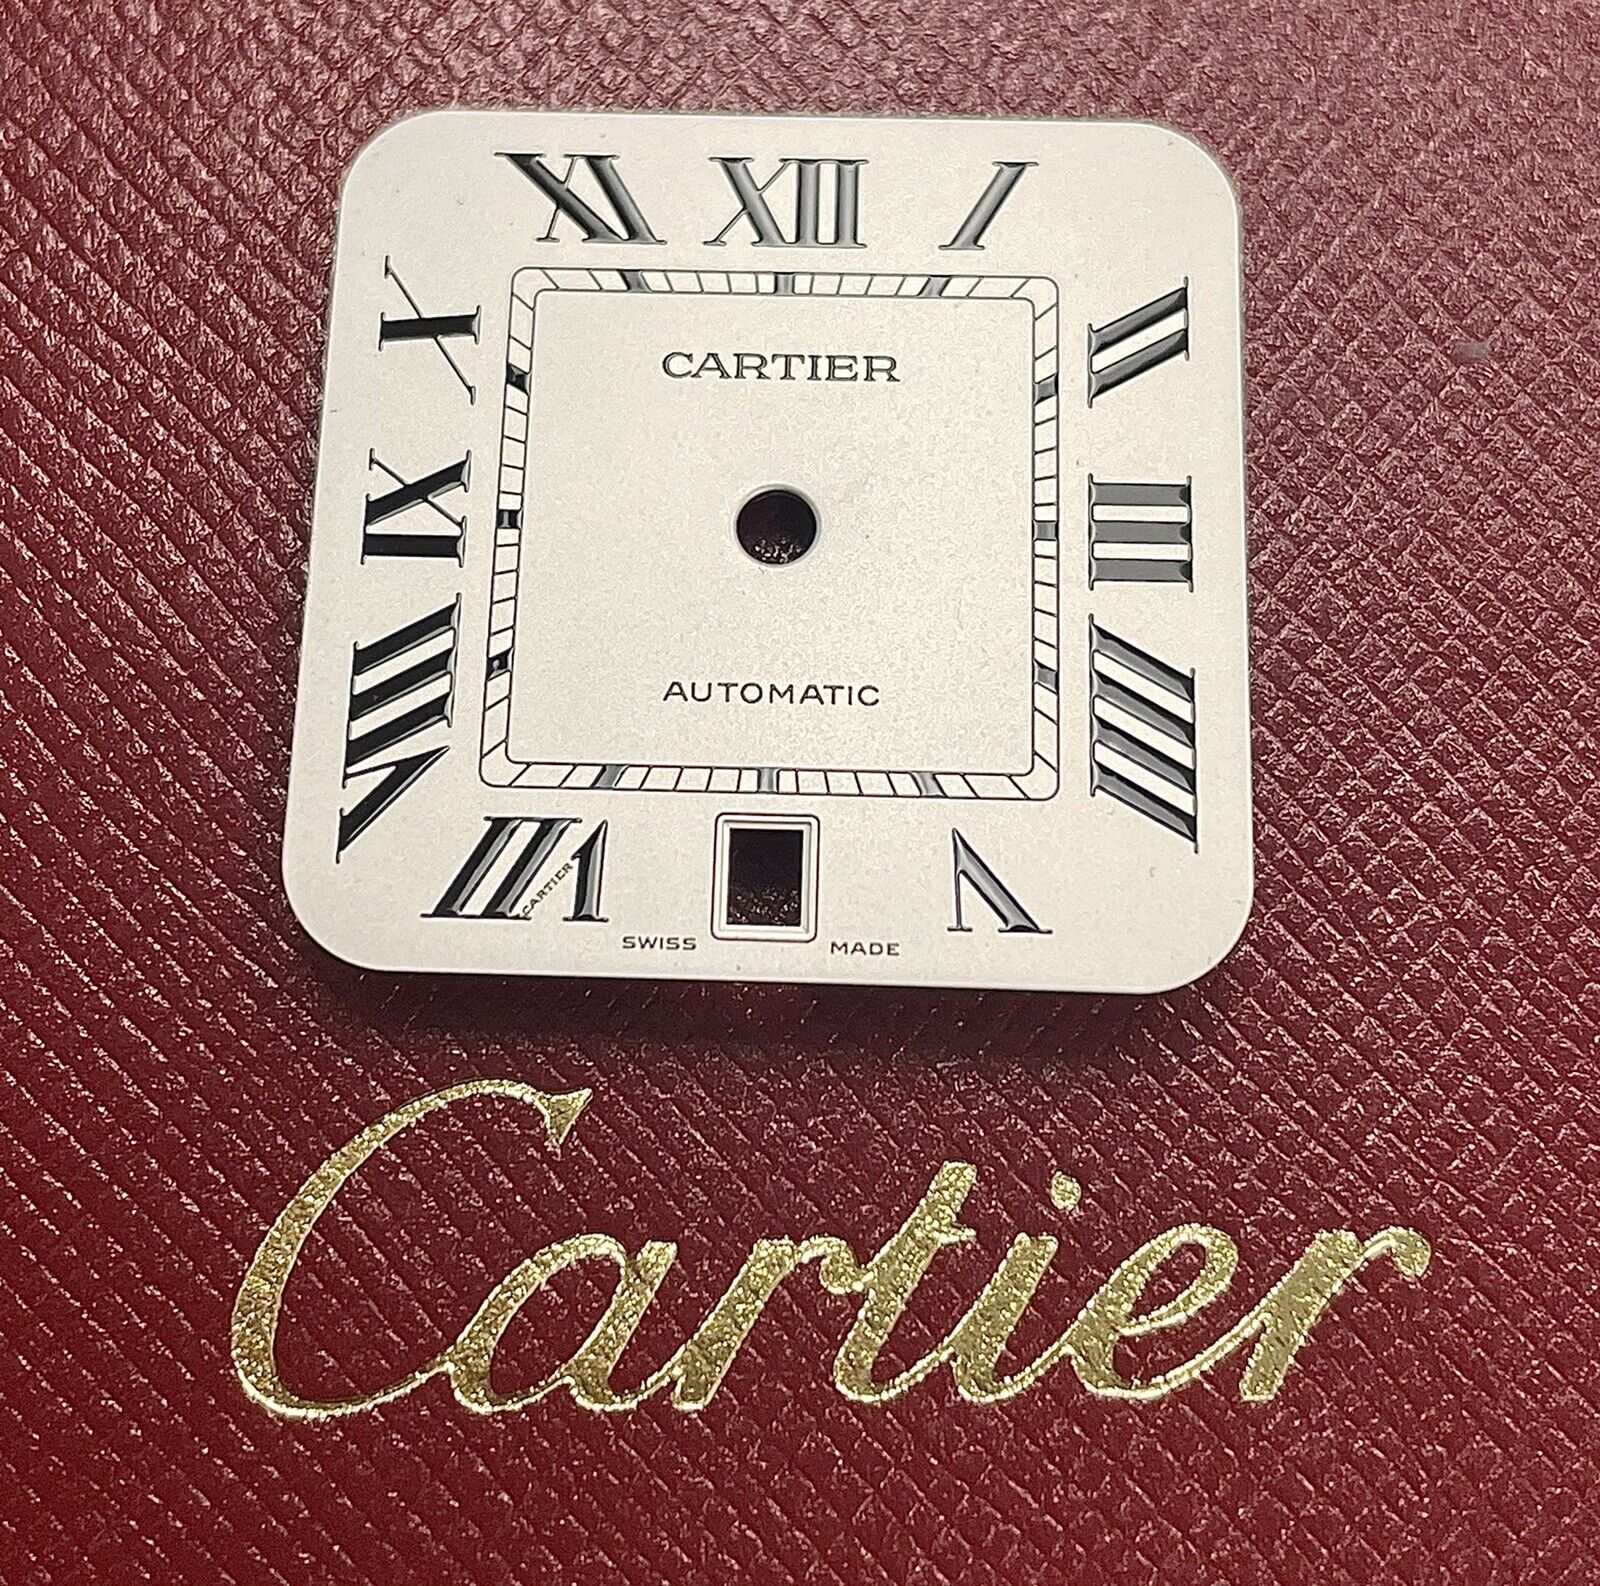 XI XII I
X II
CARTIER
IX III
AUTOMATIC
VIII IIII
VII V
CARTIER
SWISS MADE
Cartier